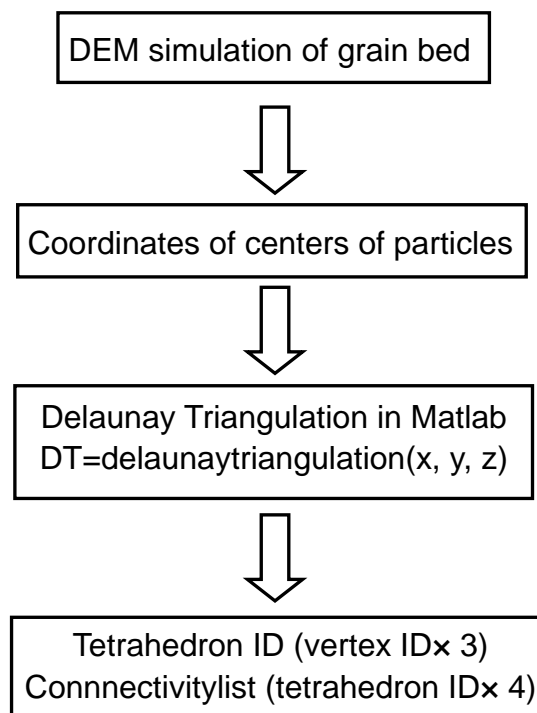 DEM simulation of grain bed
Coordinates of centers of particles
Delaunay Triangulation in Matlab
DT=delaunaytriangulation(x, y, z)
Tetrahedron ID (vertex ID× 3)
Connnectivitylist (tetrahedron ID× 4)